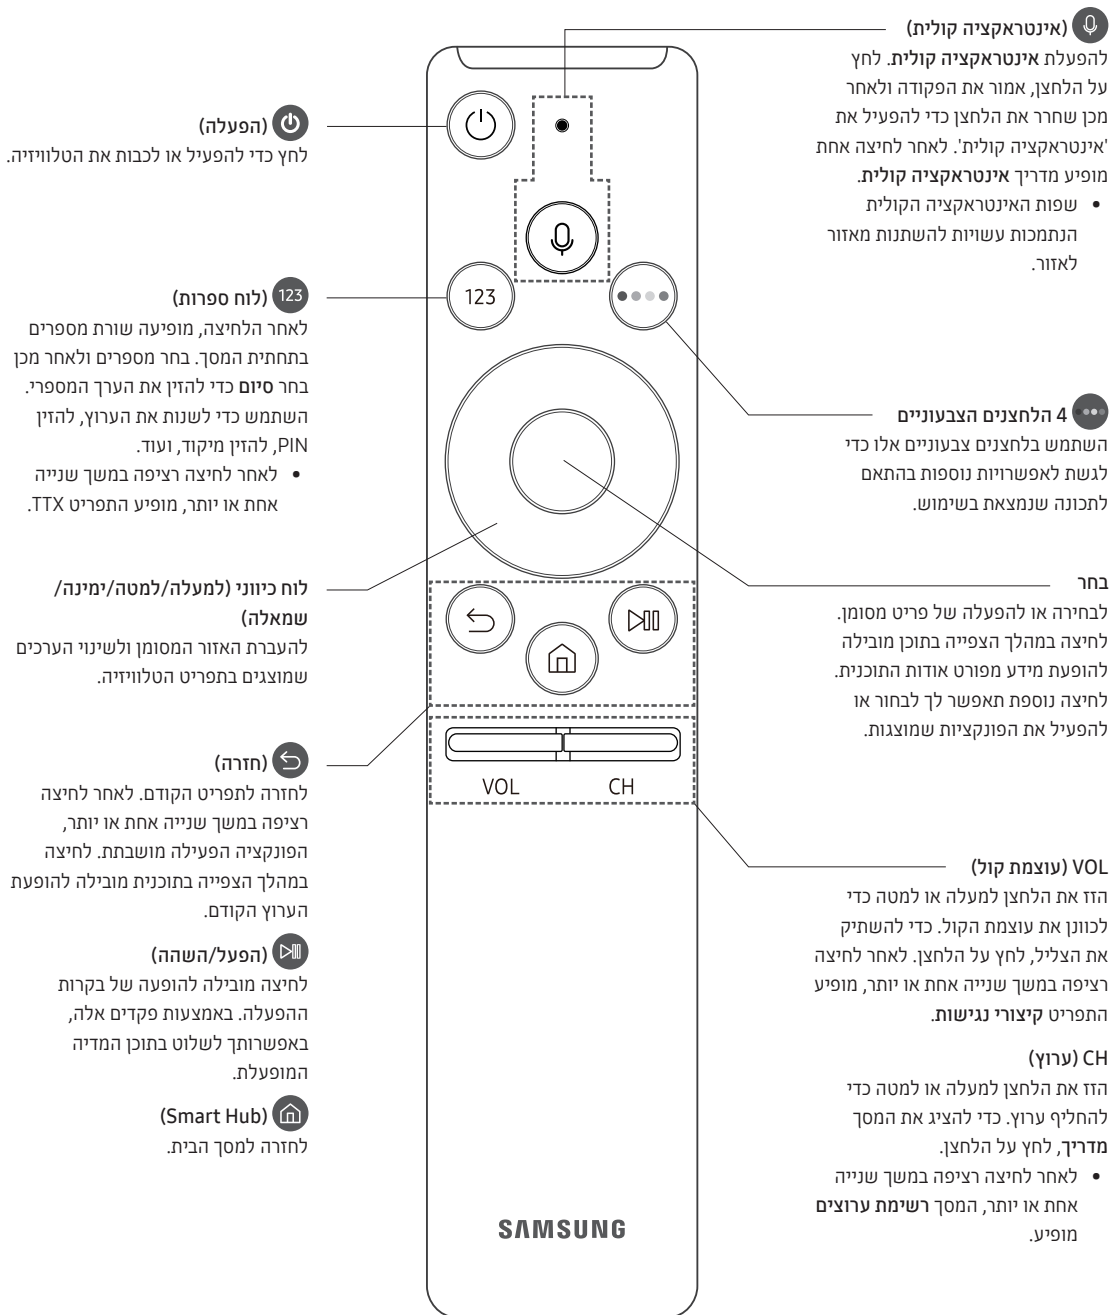 (אינטראקציה קולית)
להפעלת אינטראקציה קולית. לחץ
על הלחצן, אמור את הפקודה ולאחר
מכן שחרר את הלחצן כדי להפעיל את
'אינטראקציה קולית'. לאחר לחיצה אחת
מופיע מדריך אינטראקציה קולית.
• שפות האינטראקציה הקולית
הנתמכות עשויות להשתנות מאזור
לאזור.
4 הלחצנים הצבעוניים
השתמש בלחצנים צבעוניים אלו כדי
לגשת לאפשרויות נוספות בהתאם
לתכונה שנמצאת בשימוש.
בחר
לבחירה או להפעלה של פריט מסומן.
לחיצה במהלך הצפייה בתוכן מובילה
להופעת מידע מפורט אודות התוכנית.
לחיצה נוספת תאפשר לך לבחור או
להפעיל את הפונקציות שמוצגות.
VOL (עוצמת קול)
הזז את הלחצן למעלה או למטה כדי
לכוונן את עוצמת הקול. כדי להשתיק
את הצליל, לחץ על הלחצן. לאחר לחיצה
רציפה במשך שנייה אחת או יותר, מופיע
התפריט קיצורי נגישות.
CH (ערוץ)
הזז את הלחצן למעלה או למטה כדי
להחליף ערוץ. כדי להציג את המסך
מדריך, לחץ על הלחצן.
• לאחר לחיצה רציפה במשך שנייה
אחת או יותר, המסך רשימת ערוצים
מופיע.
123
VOL
CH
SAMSUNG
(הפעלה)
לחץ כדי להפעיל או לכבות את הטלוויזיה.
123 (לוח ספרות)
לאחר הלחיצה, מופיעה שורת מספרים
בתחתית המסך. בחר מספרים ולאחר מכן
בחר סיום כדי להזין את הערך המספרי.
השתמש כדי לשנות את הערוץ, להזין
PIN, להזין מיקוד, ועוד.
• לאחר לחיצה רציפה במשך שנייה
אחת או יותר, מופיע התפריט TTX.
לוח כיווני (למעלה/למטה/ימינה/
שמאלה)
להעברת האזור המסומן ולשינוי הערכים
שמוצגים בתפריט הטלוויזיה.
(חזרה)
לחזרה לתפריט הקודם. לאחר לחיצה
רציפה במשך שנייה אחת או יותר,
הפונקציה הפעילה מושבתת. לחיצה
במהלך הצפייה בתוכנית מובילה להופעת
הערוץ הקודם.
(הפעל/השהה)
לחיצה מובילה להופעה של בקרות
ההפעלה. באמצעות פקדים אלה,
באפשרותך לשלוט בתוכן המדיה
המופעלת.
(Smart Hub)
לחזרה למסך הבית.